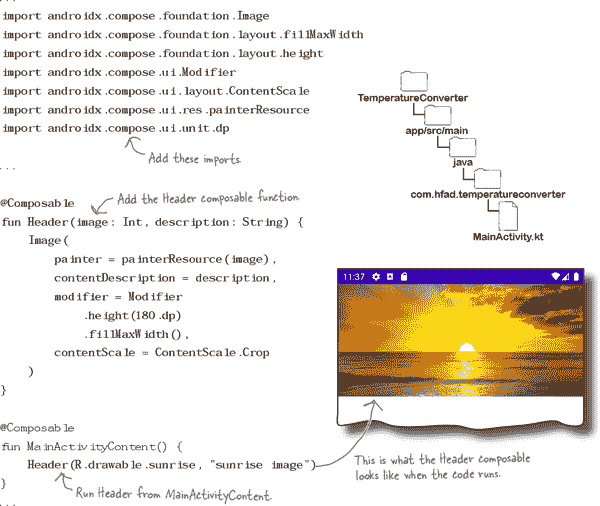 ...
import androidx.compose.foundation.Image
import androidx.compose.foundation.layout.fillMaxWidth
import androidx.compose.foundation.layout.height
import androidx.compose.ui.Modifier
import androidx.compose.ui.layout.ContentScale
import androidx.compose.ui.res.painterResource
import androidx.compose.ui.unit.dp
Add these imports.
...
@Composable
Add the Header composable function.
fun Header(image: Int, description: String) {
Image(
painter = painterResource(image),
contentDescription = description,
modifier = Modifier
.height(180.dp)
.fillMaxWidth(),
contentScale = ContentScale.Crop
)
}
@Composable
fun MainActivityContent() {
Header(R.drawable.sunrise, "sunrise image")
}
Run Header from MainActivityContent.
...
TemperatureConverter
app/src/main
java
com.hfad.temperatureconverter
MainActivity.kt
11:37
This is what the Header composable
looks like when the code runs.